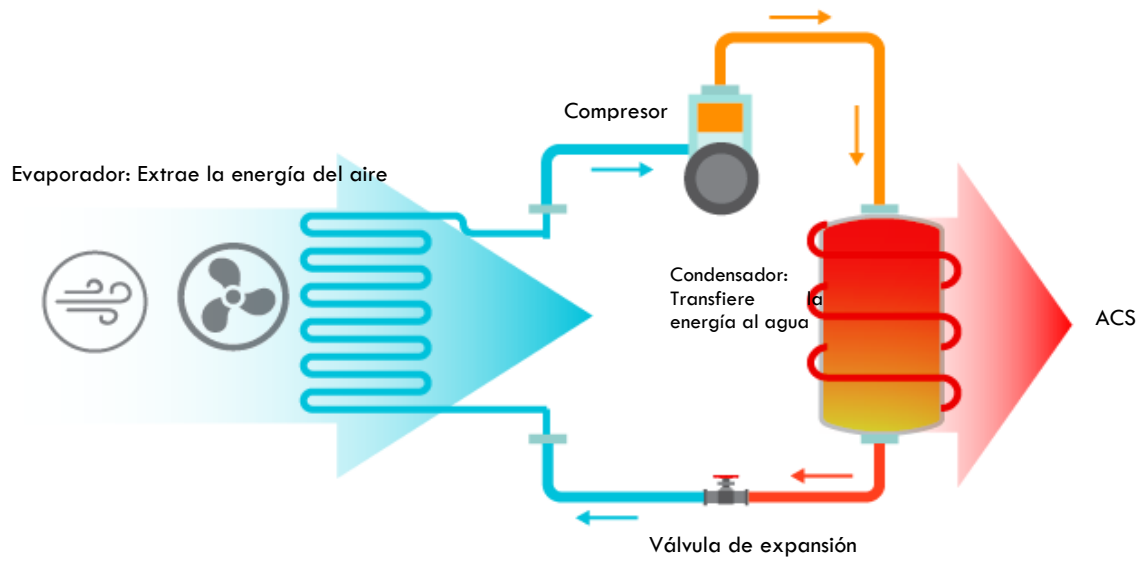 Compresor
Evaporador: Extrae la energía del aire
Condensador:
Transfiere la
energía al agua
ACS
Válvula de expansión